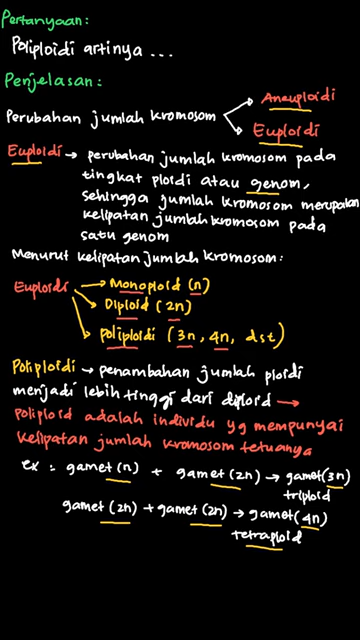 Pertanyaan:
Poliploidi artinya ...
Penjelasan:
Perubahan jumlah kromosom
Aneuploidi
Euploidi
Euploidi → perubahan jumlah kromosom pada
tingkat ploidi atau genom,
sehingga jumlah kromosom merupakan
kelipatan jumlah kromosom pada
satu genom
Menurut kelipatan jumlah kromosom:
Euploidi → Monoploid (n)
→ Diploid (2n)
→ poliploidi (3n, 4n, dst)
Poliploidi → penambahan jumlah ploidi
menjadi lebih tinggi dari diploid →
poliploid adalah individu yg mempunyai
kelipatan jumlah kromosom tetuanya
ex : gamet (n) + gamet (2n) → gamet (3n)
triploid
gamet (2n) + gamet (2n) → gamet (4n)
tetraploid